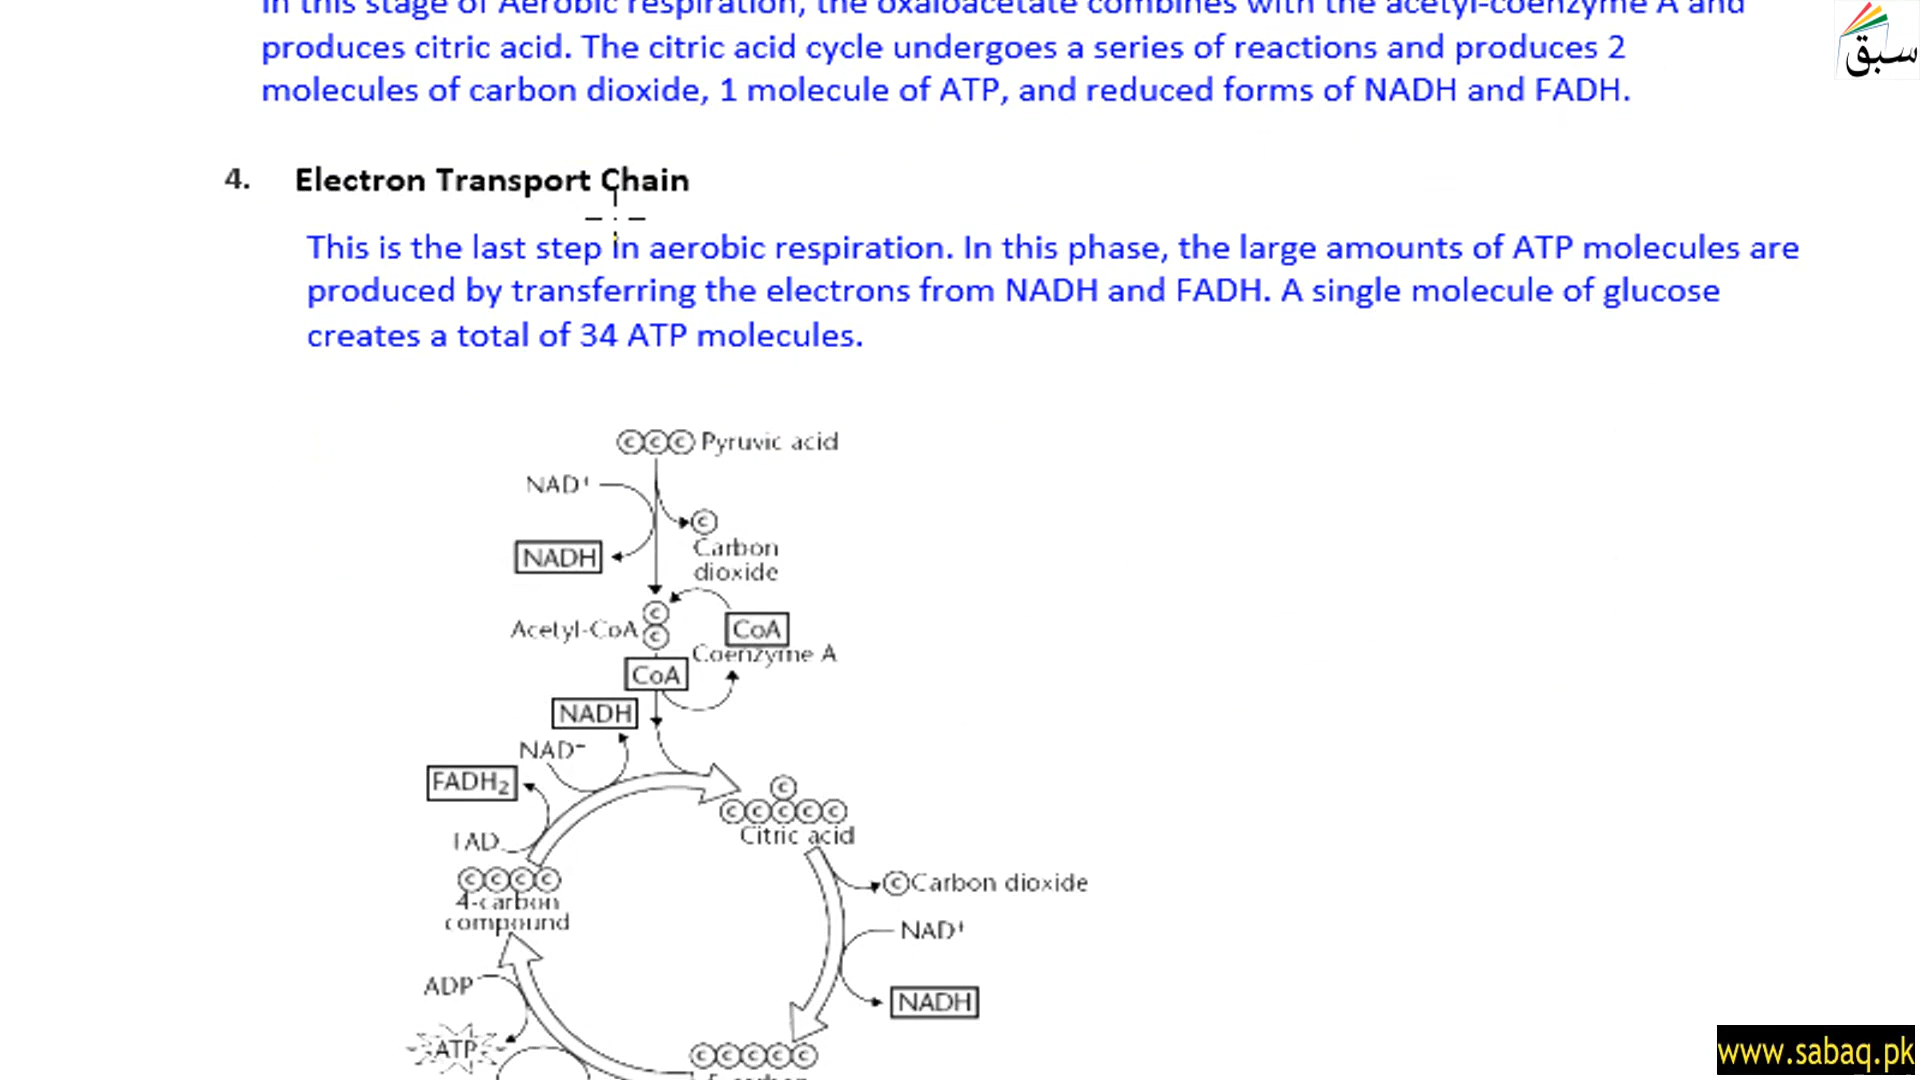 In this stage of Aerobic respiration, the oxaloacetate combines with the acetyl-coenzyme A and
produces citric acid. The citric acid cycle undergoes a series of reactions and produces 2
molecules of carbon dioxide, 1 molecule of ATP, and reduced forms of NADH and FADH.
سبق
4. Electron Transport Chain
This is the last step in aerobic respiration. In this phase, the large amounts of ATP molecules are
produced by transferring the electrons from NADH and FADH. A single molecule of glucose
creates a total of 34 ATP molecules.
C C C Pyruvic acid
NAD+
C
Carbon
dioxide
NADH
C
C
Acetyl-CoA
CoA
Coenzyme A
CoA
NADH
NAD+
FADH2
FAD
C
C C C C C
Citric acid
C C C C
4-carbon
compound
C Carbon dioxide
NAD+
NADH
ADP
ATP
C C C C C
www.sabaq.pk